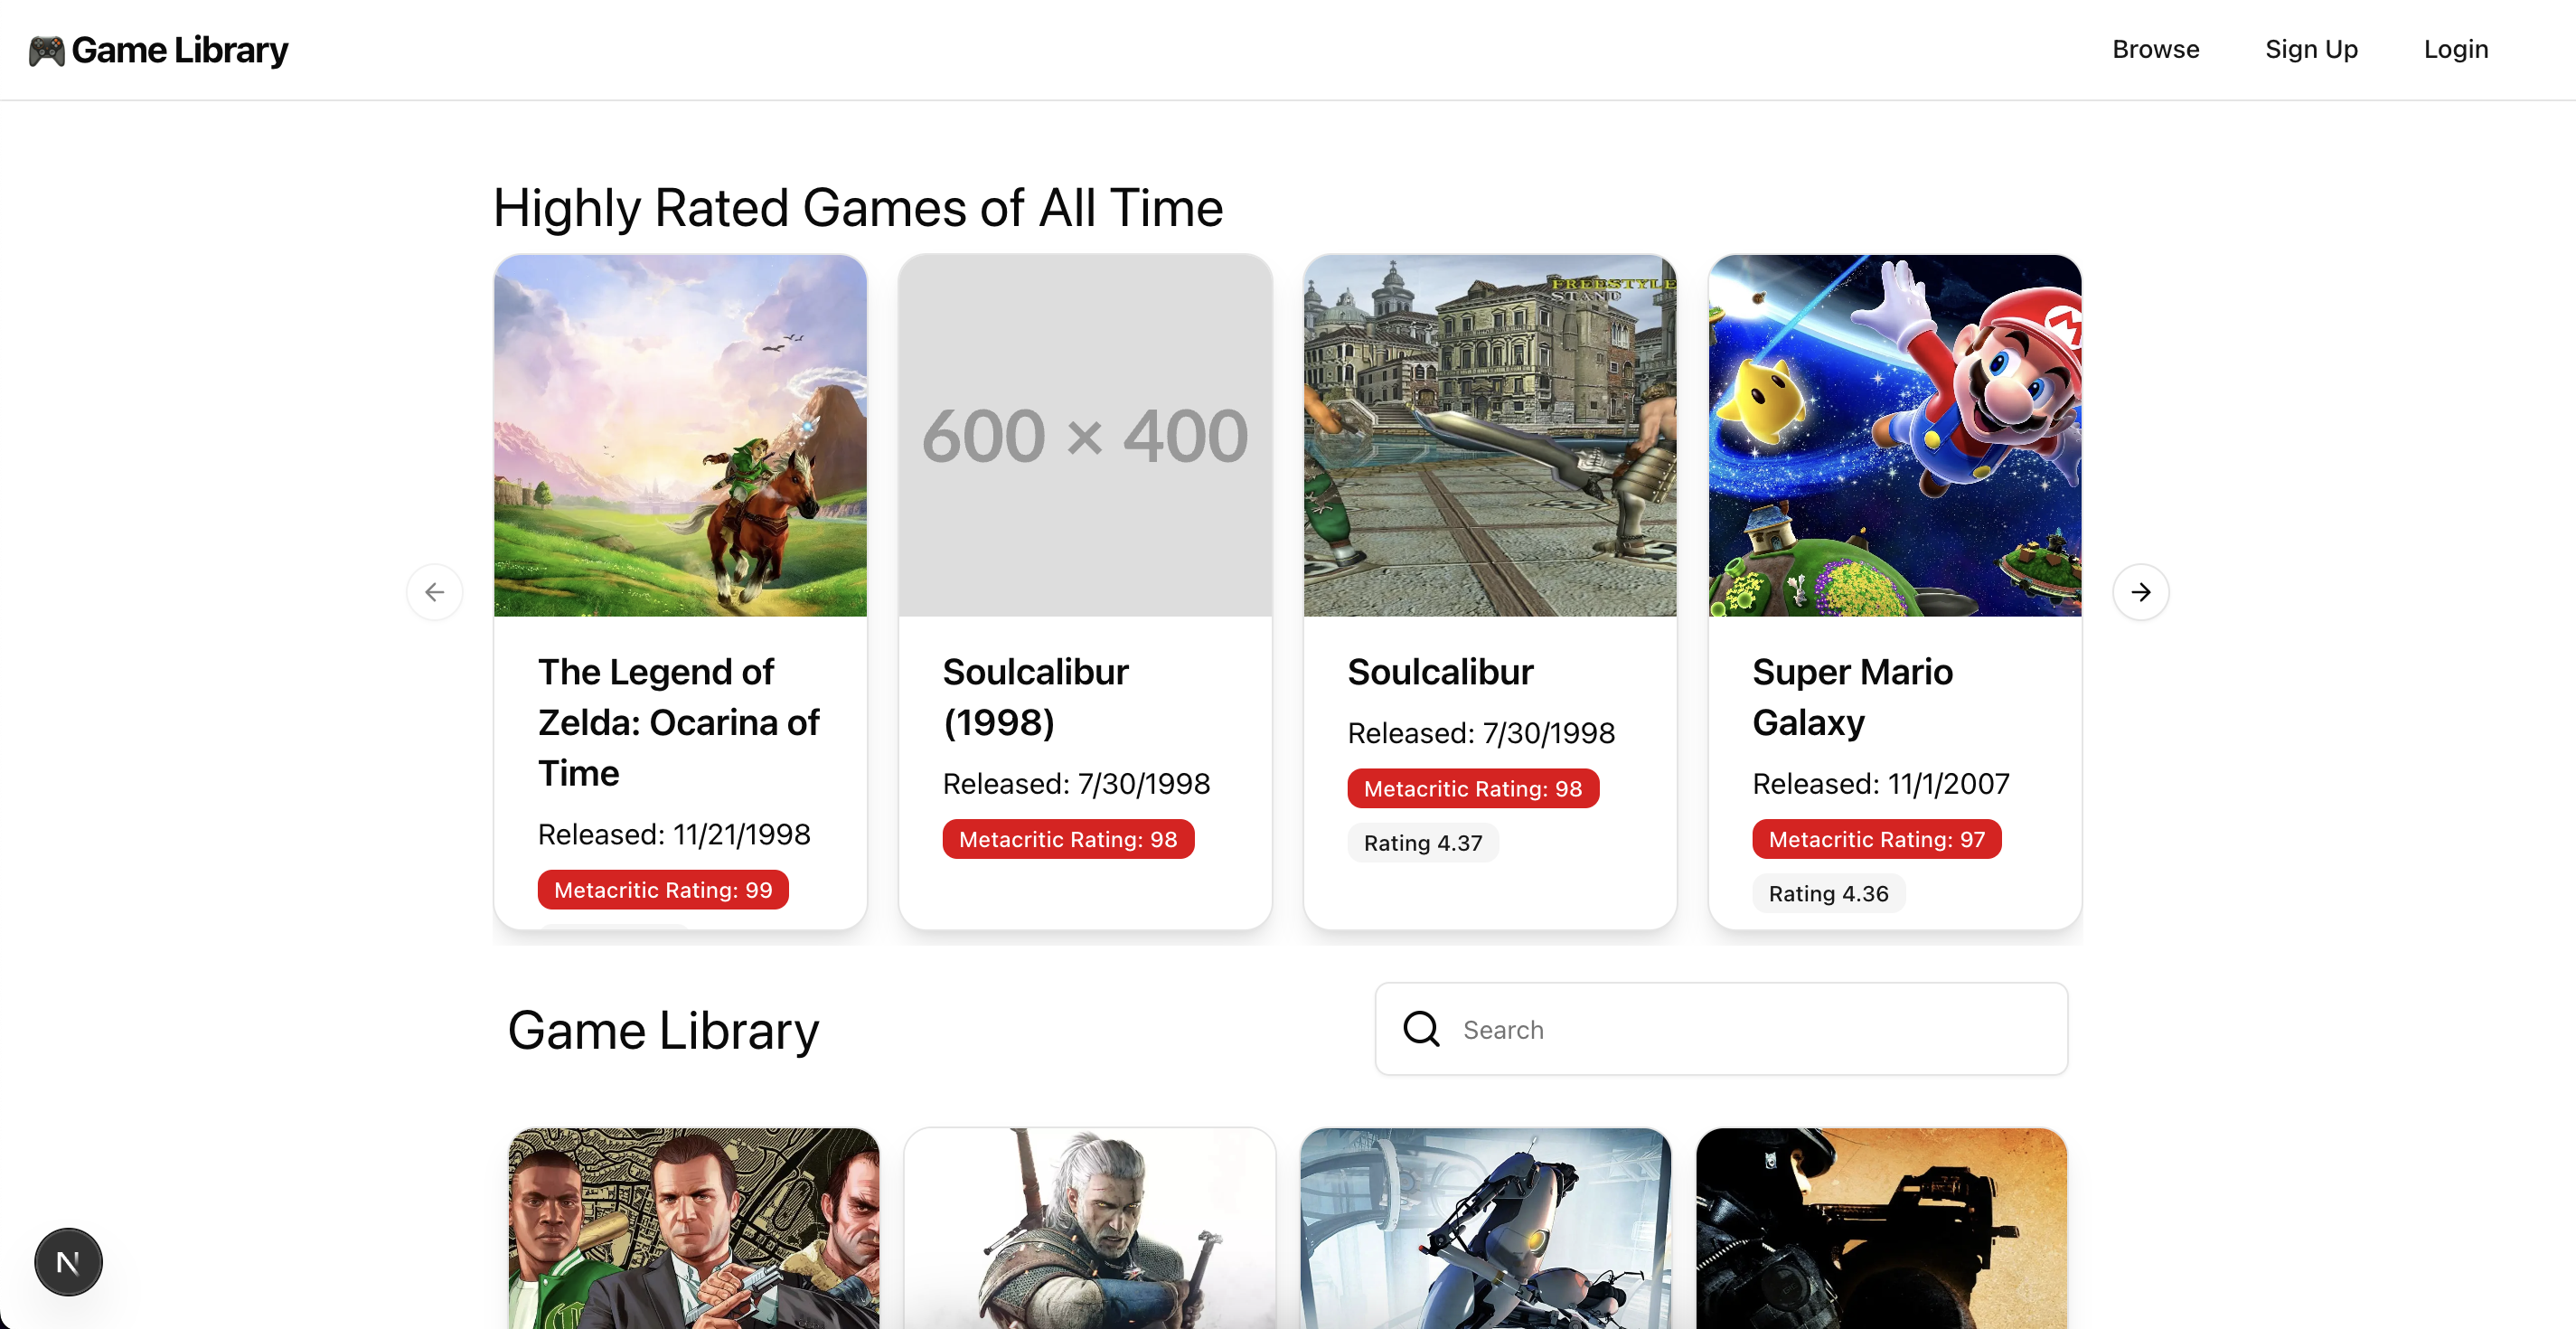 Game Library
Browse
Sign Up
Login
Highly Rated Games of All Time
FREESTYLE
STAND
600 × 400
M
The Legend of
Zelda: Ocarina of
Time
Released: 11/21/1998
Metacritic Rating: 99
Soulcalibur
(1998)
Released: 7/30/1998
Metacritic Rating: 98
Soulcalibur
Released: 7/30/1998
Metacritic Rating: 98
Rating 4.37
Super Mario
Galaxy
Released: 11/1/2007
Metacritic Rating: 97
Rating 4.36
Game Library
Search
N